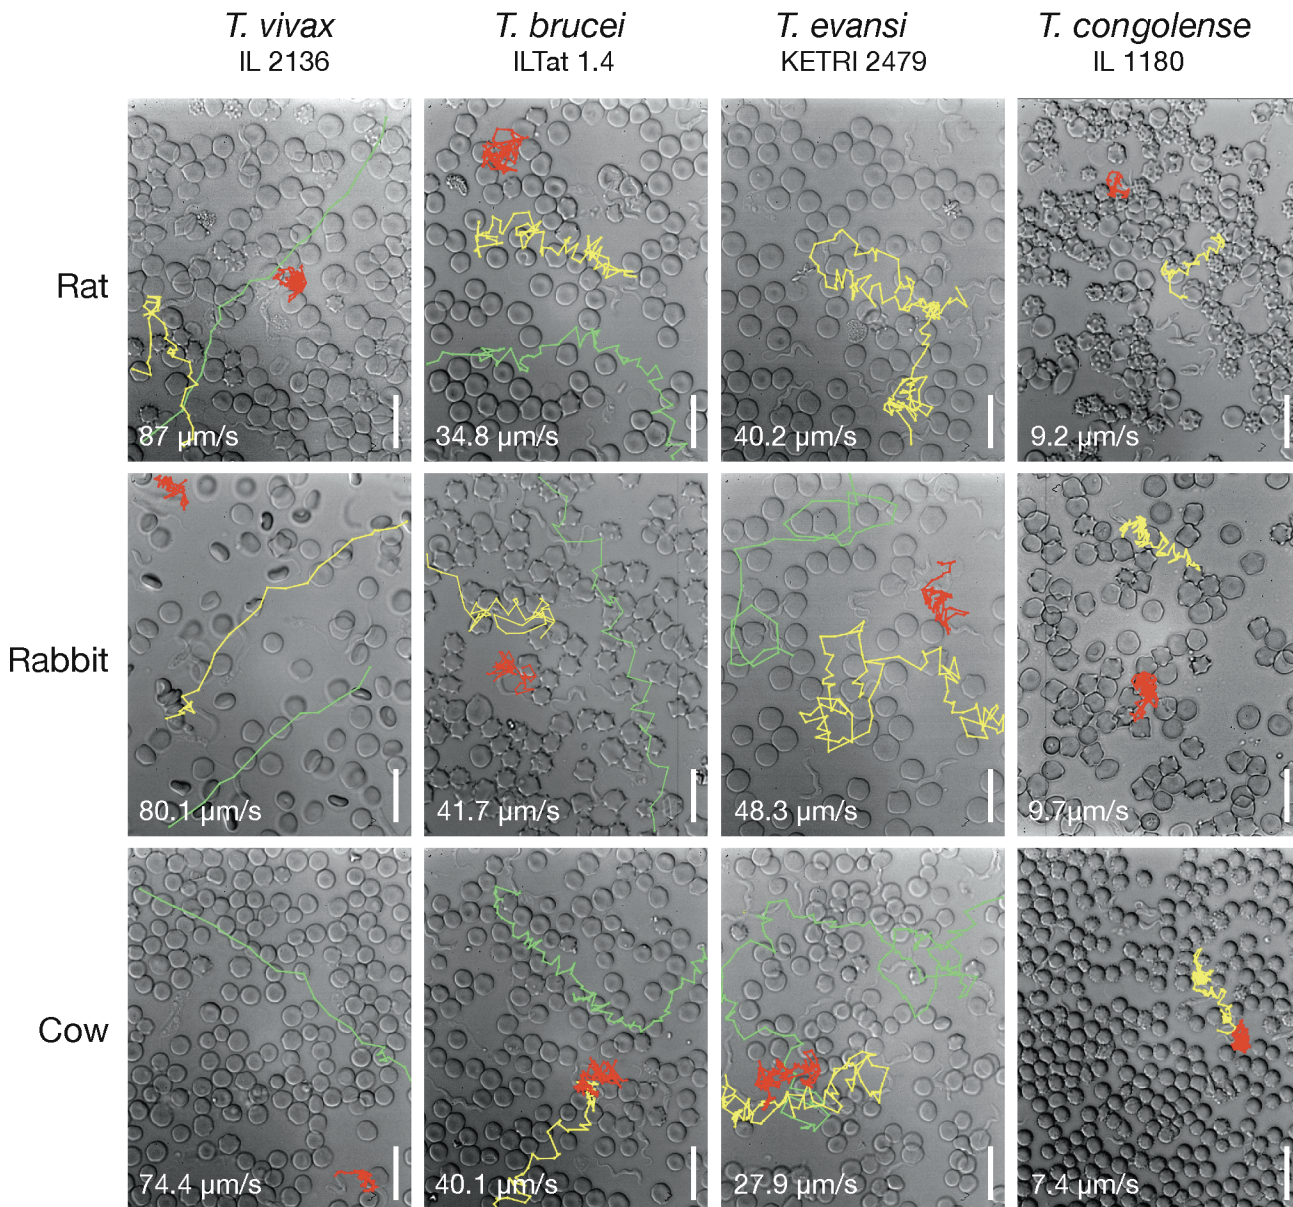 T. vivax T. brucei T. evansi T. congolense
IL 2136 ILTat 1.4 KETRI 2479 IL 1180
Rat
87 µm/s 34.8 µm/s 40.2 µm/s 9.2 µm/s
Rabbit
80.1 µm/s 41.7 µm/s 48.3 µm/s 9.7µm/s
Cow
74.4 µm/s 40.1 µm/s 27.9 µm/s 7.4 µm/s